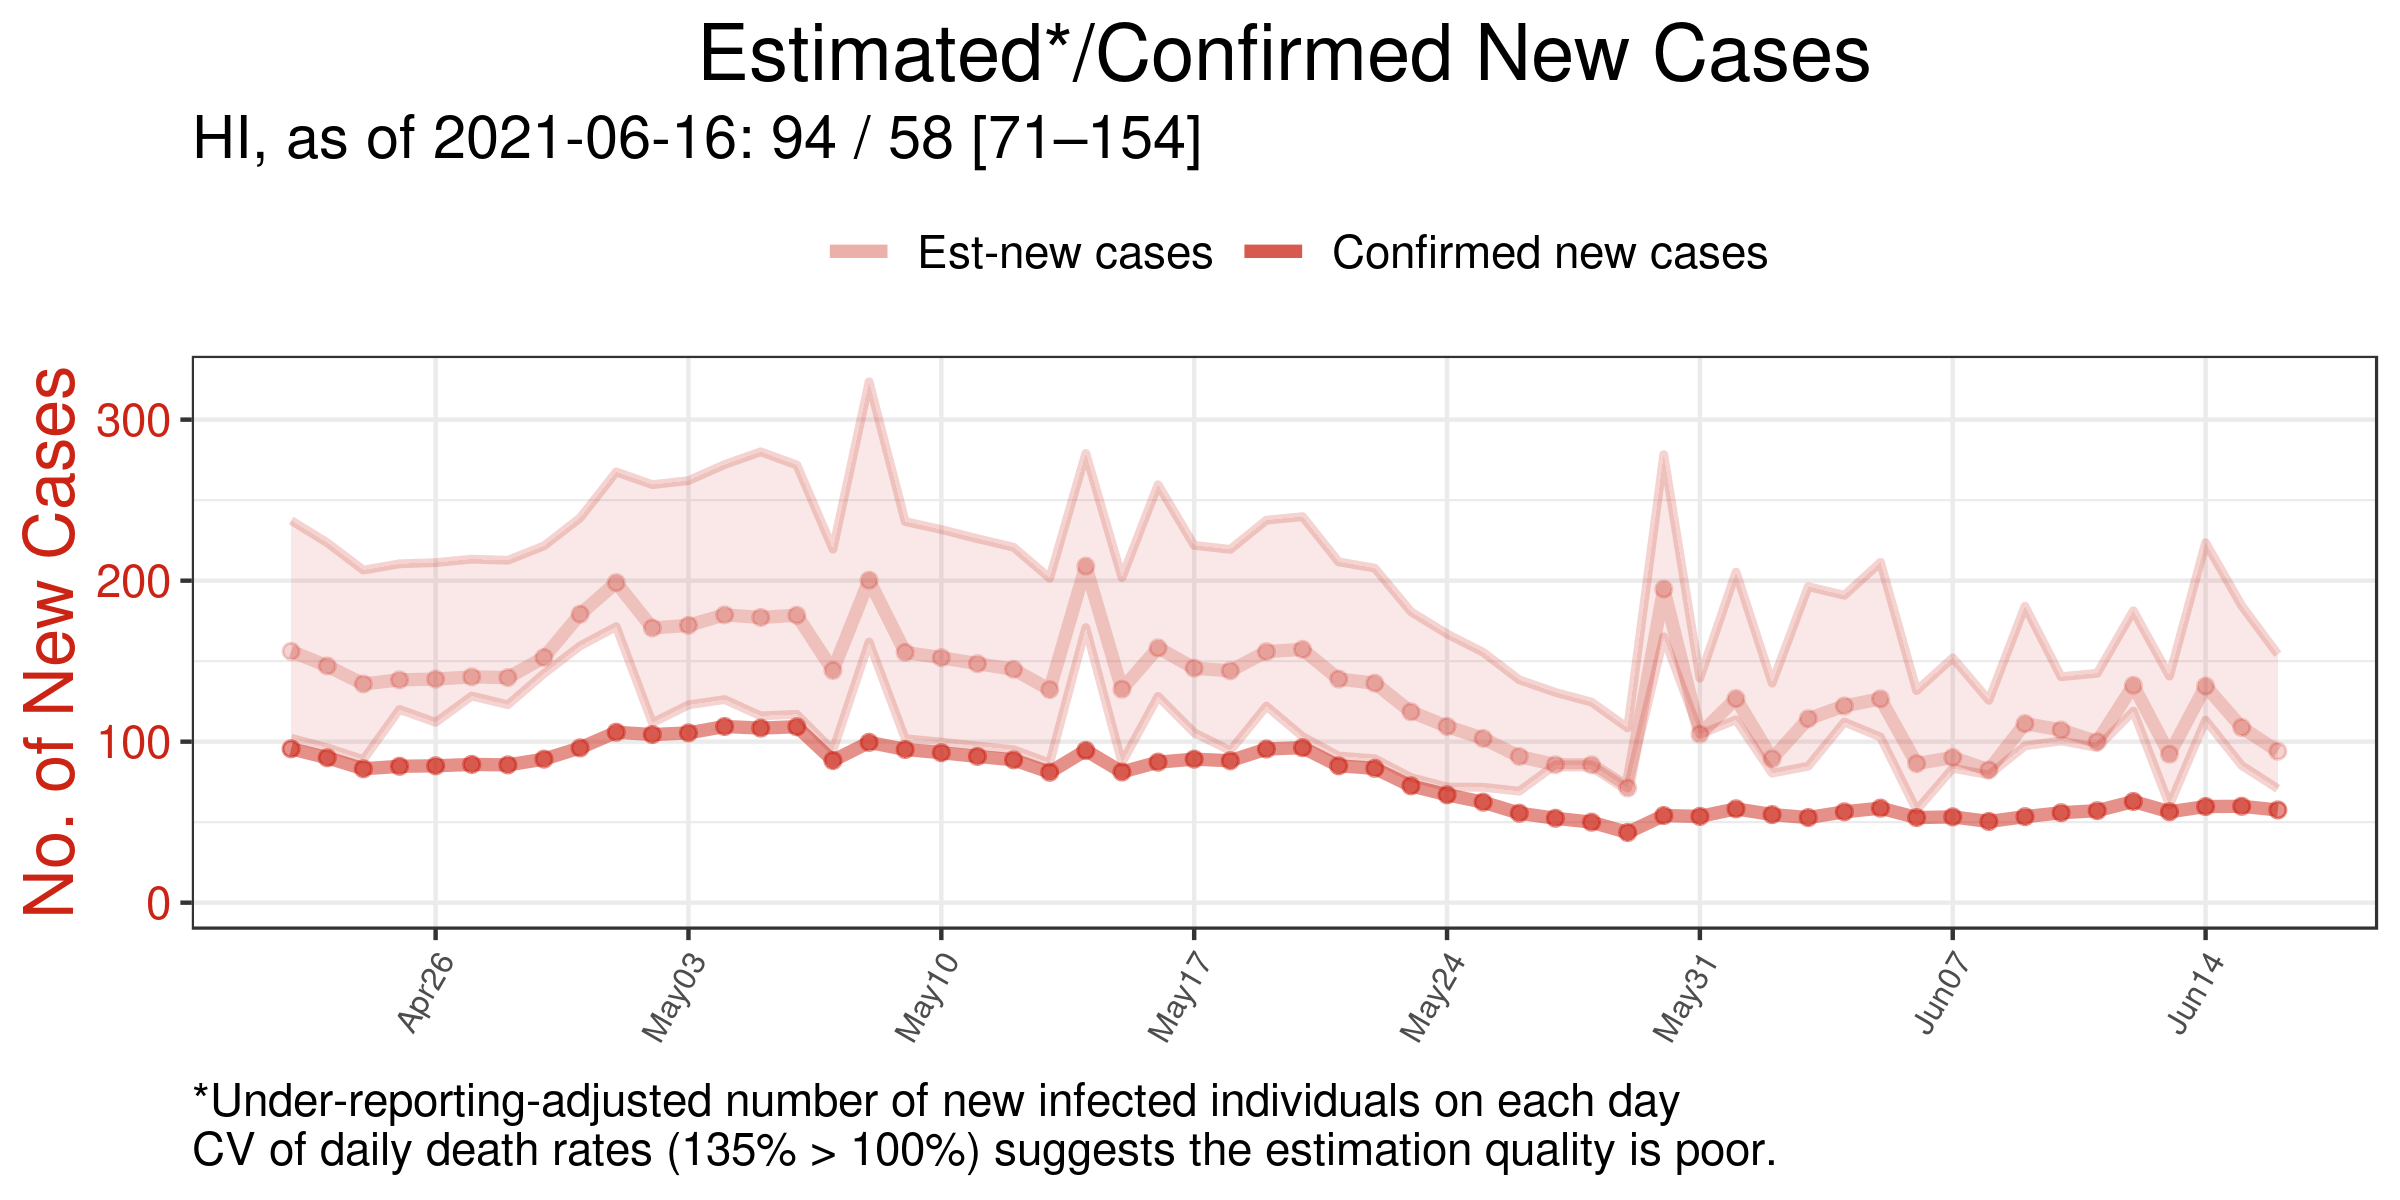 Estimated*/Confirmed New Cases
HI, as of 2021-06-16: 94 / 58 [71–154]
Est-new cases
Confirmed new cases
No. of New Cases
300
200
100
0
Apr26
May03
May10
May17
May24
May31
Jun07
Jun14
*Under-reporting-adjusted number of new infected individuals on each day
CV of daily death rates (135% > 100%) suggests the estimation quality is poor.